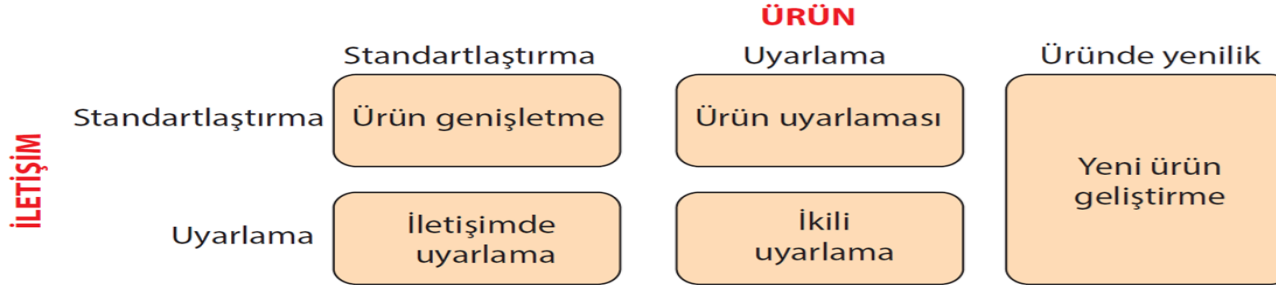 ÜRÜN
Standartlaştırma Uyarlama Üründe yenilik
İLETİŞİM
Standartlaştırma Ürün genişletme Ürün uyarlaması
Yeni ürün
geliştirme
Uyarlama İletişimde
uyarlama
İkili
uyarlama